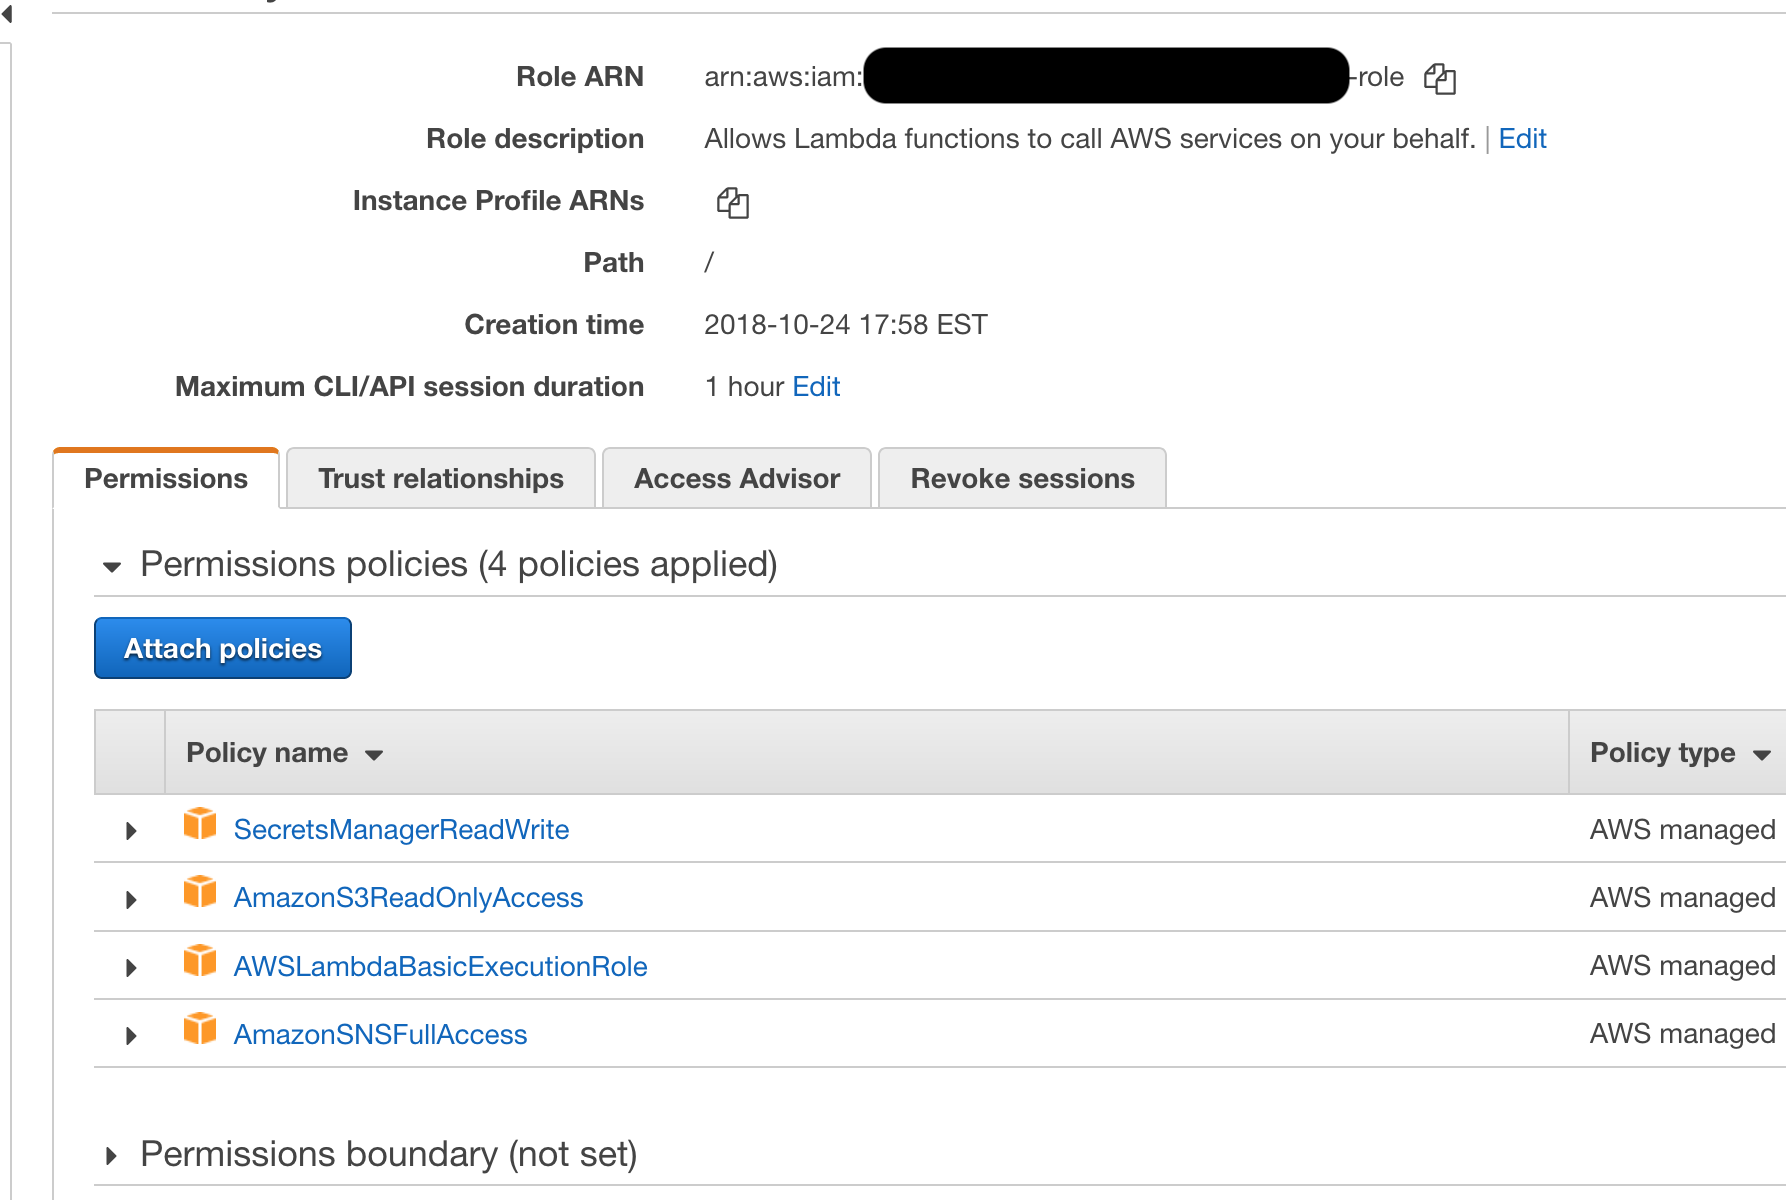 Role ARN arn:aws:iam: -role
Role description Allows Lambda functions to call AWS services on your behalf. | Edit
Instance Profile ARNs
Path /
Creation time 2018-10-24 17:58 EST
Maximum CLI/API session duration 1 hour Edit
Permissions Trust relationships Access Advisor Revoke sessions
Permissions policies (4 policies applied)
Attach policies
Policy name Policy type
SecretsManagerReadWrite AWS managed
AmazonS3ReadOnlyAccess AWS managed
AWSLambdaBasicExecutionRole AWS managed
AmazonSNSFullAccess AWS managed
Permissions boundary (not set)